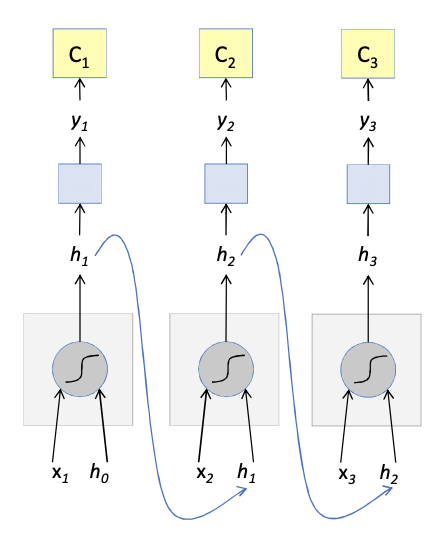 C₁ C₂ C₃
y₁ y₂ y₃
h₁ h₂ h₃
x₁ h₀ x₂ h₁ x₃ h₂